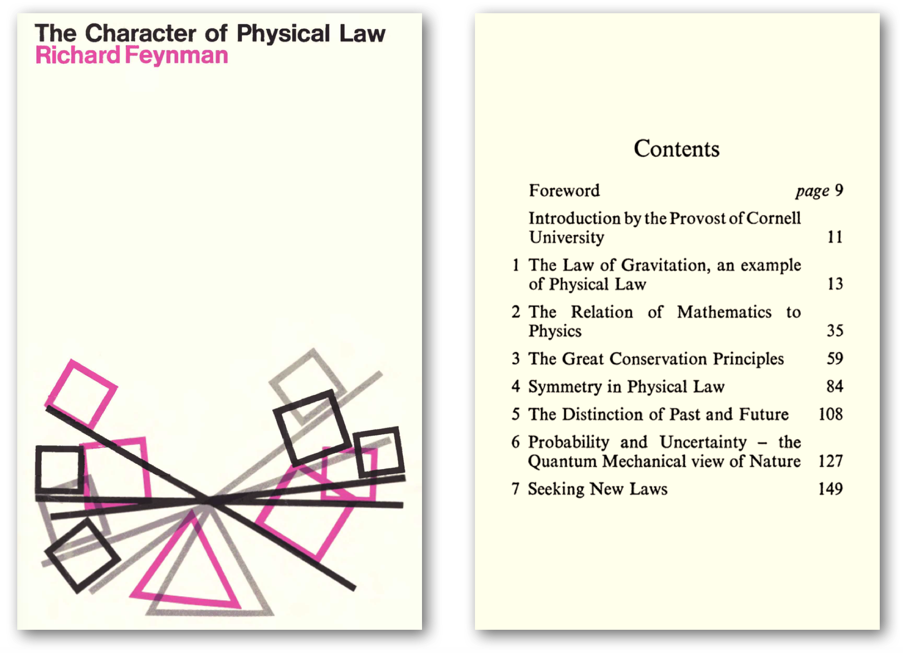 The Character of Physical Law
Richard Feynman
Contents
Foreword page 9
Introduction by the Provost of Cornell
University 11
1 The Law of Gravitation, an example
of Physical Law 13
2 The Relation of Mathematics to
Physics 35
3 The Great Conservation Principles 59
4 Symmetry in Physical Law 84
5 The Distinction of Past and Future 108
6 Probability and Uncertainty – the
Quantum Mechanical view of Nature 127
7 Seeking New Laws 149